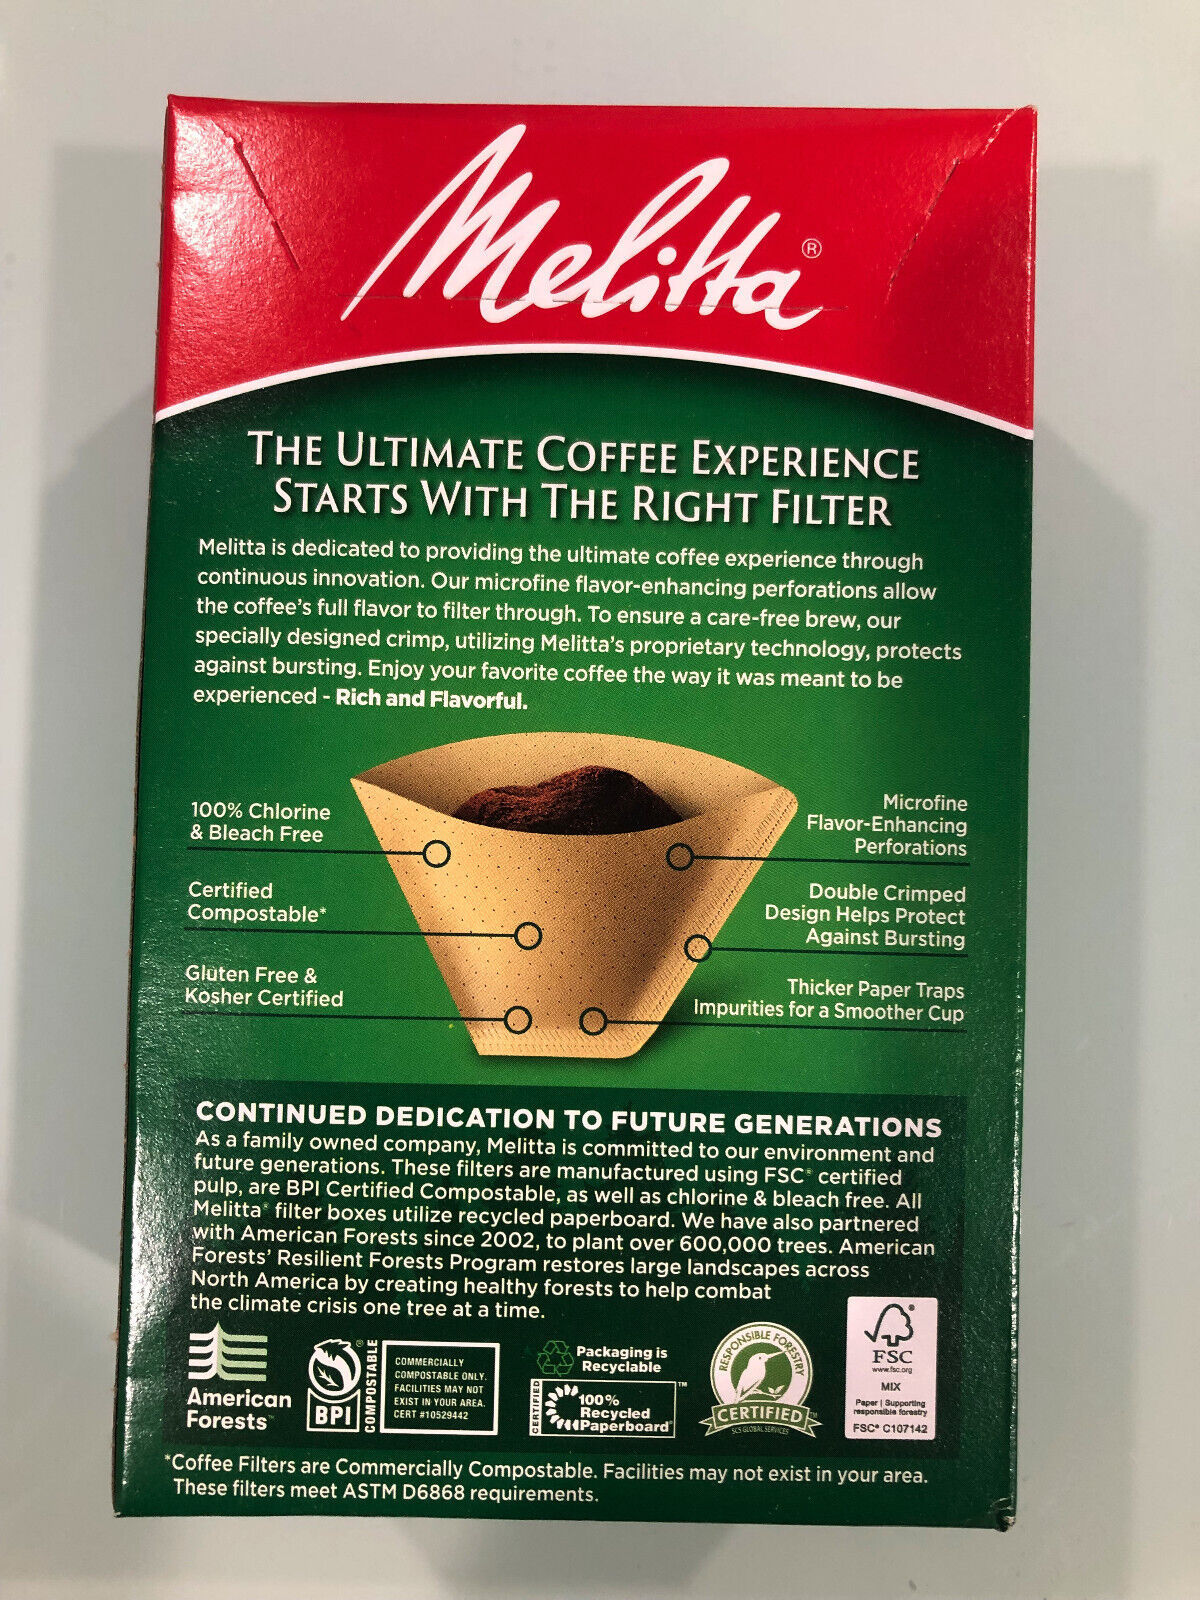 Melitta®
THE ULTIMATE COFFEE EXPERIENCE
STARTS WITH THE RIGHT FILTER
Melitta is dedicated to providing the ultimate coffee experience through
continuous innovation. Our microfine flavor-enhancing perforations allow
the coffee's full flavor to filter through. To ensure a care-free brew, our
specially designed crimp, utilizing Melitta's proprietary technology, protects
against bursting. Enjoy your favorite coffee the way it was meant to be
experienced - Rich and Flavorful.
100% Chlorine
& Bleach Free
Certified
Compostable*
Gluten Free &
Kosher Certified
Microfine
Flavor-Enhancing
Perforations
Double Crimped
Design Helps Protect
Against Bursting
Thicker Paper Traps
Impurities for a Smoother Cup
CONTINUED DEDICATION TO FUTURE GENERATIONS
As a family owned company, Melitta is committed to our environment and
future generations. These filters are manufactured using FSC® certified
pulp, are BPI Certified Compostable, as well as chlorine & bleach free. All
Melitta® filter boxes utilize recycled paperboard. We have also partnered
with American Forests since 2002, to plant over 600,000 trees. American
Forests' Resilient Forests Program restores large landscapes across
North America by creating healthy forests to help combat
the climate crisis one tree at a time.
American
Forests™
BPI®
COMPOSTABLE
COMMERCIALLY
COMPOSTABLE ONLY.
FACILITIES MAY NOT
EXIST IN YOUR AREA.
CERT #10529442
Packaging is
Recyclable
CERTIFIED
100%
Recycled
Paperboard™
RESPONSIBLE FORESTRY
CERTIFIED™
SCS GLOBAL SERVICES
FSC
www.fsc.org
MIX
Paper | Supporting
responsible forestry
FSC® C107142
*Coffee Filters are Commercially Compostable. Facilities may not exist in your area.
These filters meet ASTM D6868 requirements.